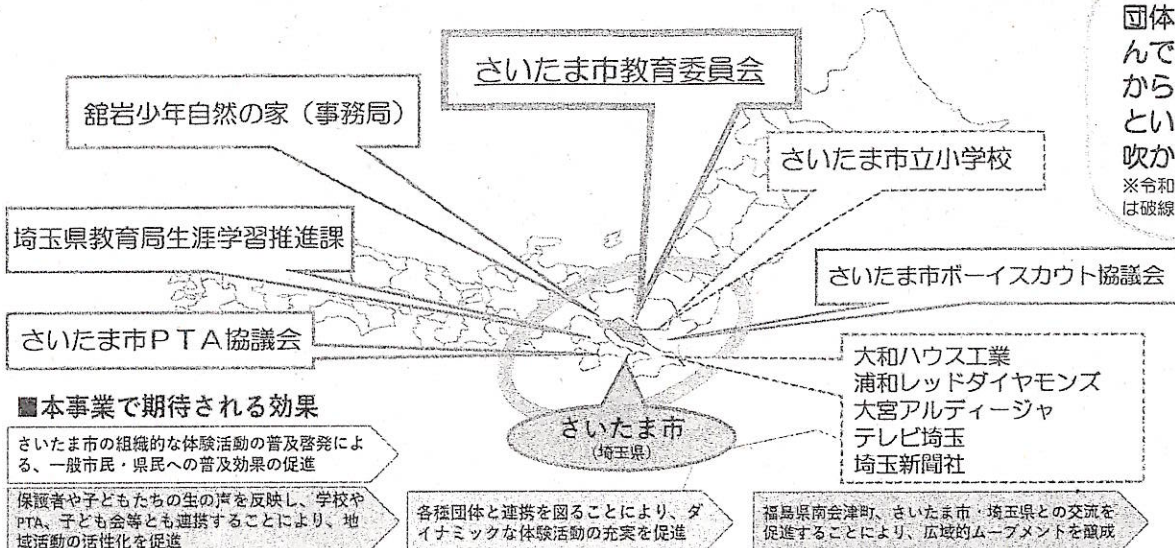 団体
んで
から
とい
吹か
※令和
は破線
さいたま市教育委員会
舘岩少年自然の家（事務局）
さいたま市立小学校
埼玉県教育局生涯学習推進課
さいたま市ボーイスカウト協議会
さいたま市ＰＴＡ協議会
大和ハウス工業
浦和レッドダイヤモンズ
大宮アルディージャ
テレビ埼玉
埼玉新聞社
さいたま市
（埼玉県）
■本事業で期待される効果
さいたま市の組織的な体験活動の普及啓発によ
る、一般市民・県民への普及効果の促進
保護者や子どもたちの生の声を反映し、学校や
PTA、子ども会等とも連携することにより、地
域活動の活性化を促進
各種団体と連携を図ることにより、ダ
イナミックな体験活動の充実を促進
福島県南会津町、さいたま市・埼玉県との交流を
促進することにより、広域的ムーブメントを醸成